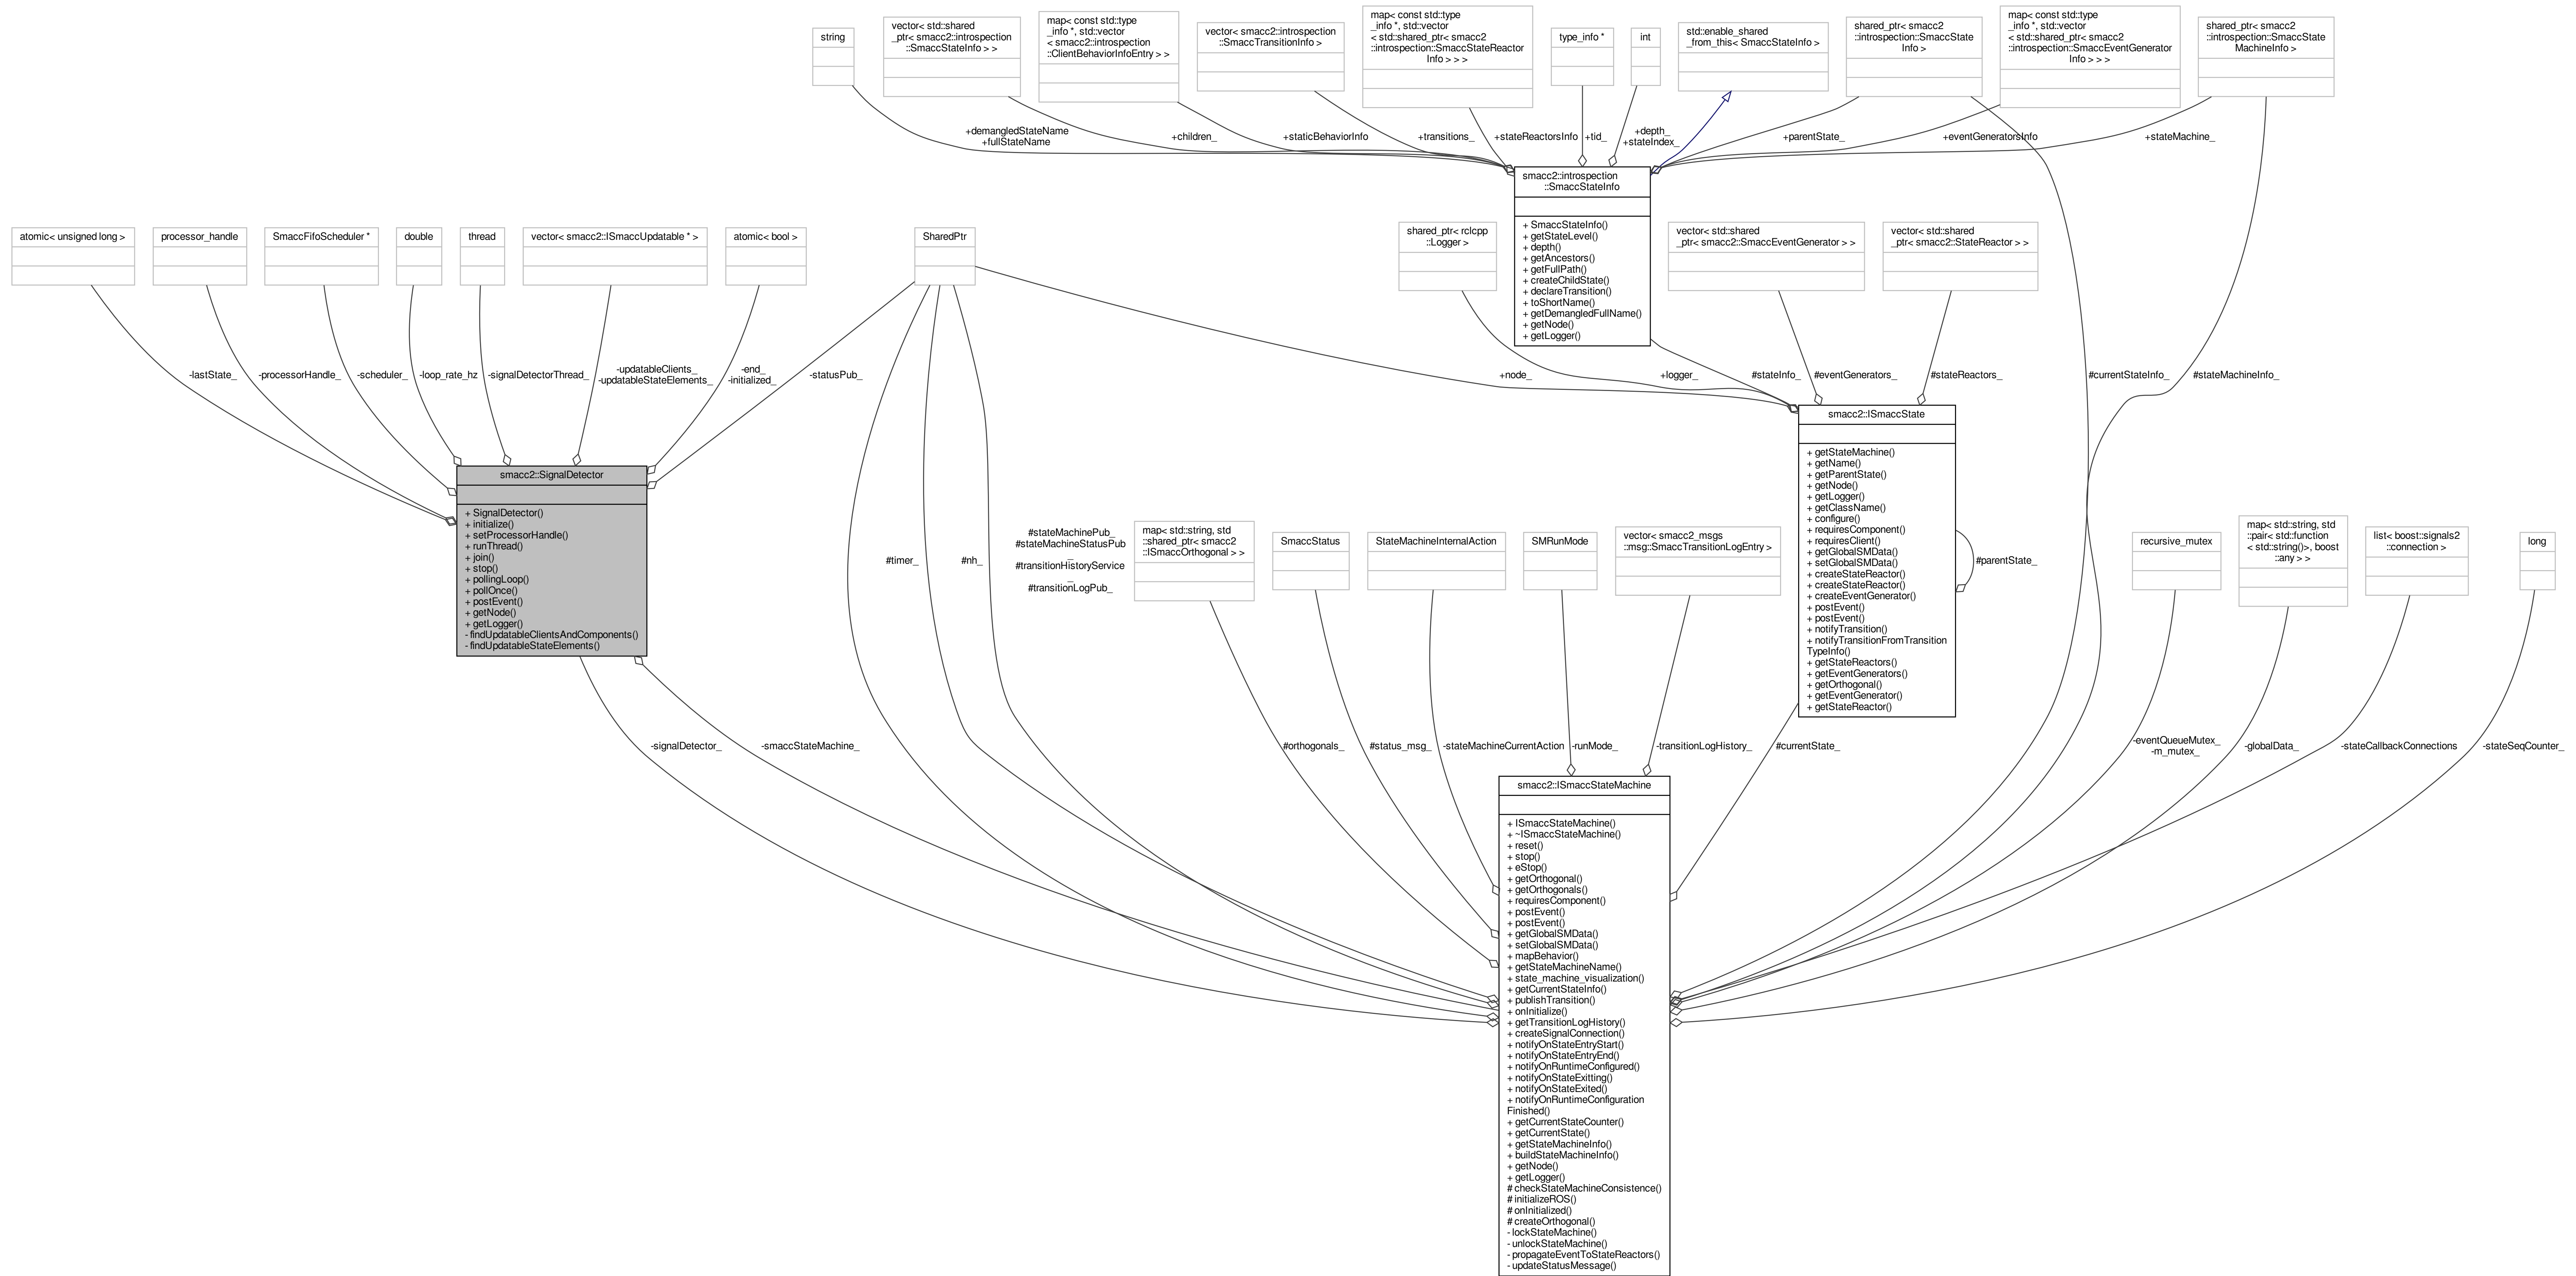 string
vector< std::shared
_ptr< smacc2::introspection
::SmaccStateInfo > >
map< const std::type
_info *, std::vector
< smacc2::introspection
::ClientBehaviorInfoEntry > >
vector< smacc2::introspection
::SmaccTransitionInfo >
map< const std::type
_info *, std::vector
< std::shared_ptr< smacc2
::introspection::SmaccStateReactor
Info > > >
type_info *
int
std::enable_shared
_from_this< SmaccStateInfo >
shared_ptr< smacc2
::introspection::SmaccState
Info >
map< const std::type
_info *, std::vector
< std::shared_ptr< smacc2
::introspection::SmaccEventGenerator
Info > > >
shared_ptr< smacc2
::introspection::SmaccState
MachineInfo >
+demangledStateName
+fullStateName
+children_
+staticBehaviorInfo
+transitions_
+stateReactorsInfo
+tid_
+depth_
+stateIndex_
+parentState_
+eventGeneratorsInfo
+stateMachine_
smacc2::introspection
::SmaccStateInfo
+ SmaccStateInfo()
+ getStateLevel()
+ depth()
+ getAncestors()
+ getFullPath()
+ createChildState()
+ declareTransition()
+ toShortName()
+ getDemangledFullName()
+ getNode()
+ getLogger()
atomic< unsigned long >
processor_handle
SmaccFifoScheduler *
double
thread
vector< smacc2::ISmaccUpdatable * >
atomic< bool >
SharedPtr
shared_ptr< rclcpp
::Logger >
vector< std::shared
_ptr< smacc2::SmaccEventGenerator > >
vector< std::shared
_ptr< smacc2::StateReactor > >
-lastState_
-processorHandle_
-scheduler_
-loop_rate_hz
-signalDetectorThread_
-updatableClients_
-updatableStateElements_
-end_
-initialized_
-statusPub_
+node_
+logger_
#stateInfo_
#eventGenerators_
#stateReactors_
#currentStateInfo_
#stateMachineInfo_
smacc2::SignalDetector
+ SignalDetector()
+ initialize()
+ setProcessorHandle()
+ runThread()
+ join()
+ stop()
+ pollingLoop()
+ pollOnce()
+ postEvent()
+ getNode()
+ getLogger()
- findUpdatableClientsAndComponents()
- findUpdatableStateElements()
smacc2::ISmaccState
+ getStateMachine()
+ getName()
+ getParentState()
+ getNode()
+ getLogger()
+ getClassName()
+ configure()
+ requiresComponent()
+ requiresClient()
+ getGlobalSMData()
+ setGlobalSMData()
+ createStateReactor()
+ createStateReactor()
+ createEventGenerator()
+ postEvent()
+ postEvent()
+ notifyTransition()
+ notifyTransitionFromTransition
TypeInfo()
+ getStateReactors()
+ getEventGenerators()
+ getOrthogonal()
+ getEventGenerator()
+ getStateReactor()
#parentState_
#timer_
#nh_
#stateMachinePub_
#stateMachineStatusPub
_
#transitionHistoryService
_
#transitionLogPub_
map< std::string, std
::shared_ptr< smacc2
::ISmaccOrthogonal > >
SmaccStatus
StateMachineInternalAction
SMRunMode
vector< smacc2_msgs
::msg::SmaccTransitionLogEntry >
recursive_mutex
map< std::string, std
::pair< std::function
< std::string()>, boost
::any > >
list< boost::signals2
::connection >
long
-signalDetector_
-smaccStateMachine_
#orthogonals_
#status_msg_
-stateMachineCurrentAction
-runMode_
-transitionLogHistory_
#currentState_
-eventQueueMutex_
-m_mutex_
-globalData_
-stateCallbackConnections
-stateSeqCounter_
smacc2::ISmaccStateMachine
+ ISmaccStateMachine()
+ ~ISmaccStateMachine()
+ reset()
+ stop()
+ eStop()
+ getOrthogonal()
+ getOrthogonals()
+ requiresComponent()
+ postEvent()
+ postEvent()
+ getGlobalSMData()
+ setGlobalSMData()
+ mapBehavior()
+ getStateMachineName()
+ state_machine_visualization()
+ getCurrentStateInfo()
+ publishTransition()
+ onInitialize()
+ getTransitionLogHistory()
+ createSignalConnection()
+ notifyOnStateEntryStart()
+ notifyOnStateEntryEnd()
+ notifyOnRuntimeConfigured()
+ notifyOnStateExitting()
+ notifyOnStateExited()
+ notifyOnRuntimeConfiguration
Finished()
+ getCurrentStateCounter()
+ getCurrentState()
+ getStateMachineInfo()
+ buildStateMachineInfo()
+ getNode()
+ getLogger()
# checkStateMachineConsistence()
# initializeROS()
# onInitialized()
# createOrthogonal()
- lockStateMachine()
- unlockStateMachine()
- propagateEventToStateReactors()
- updateStatusMessage()